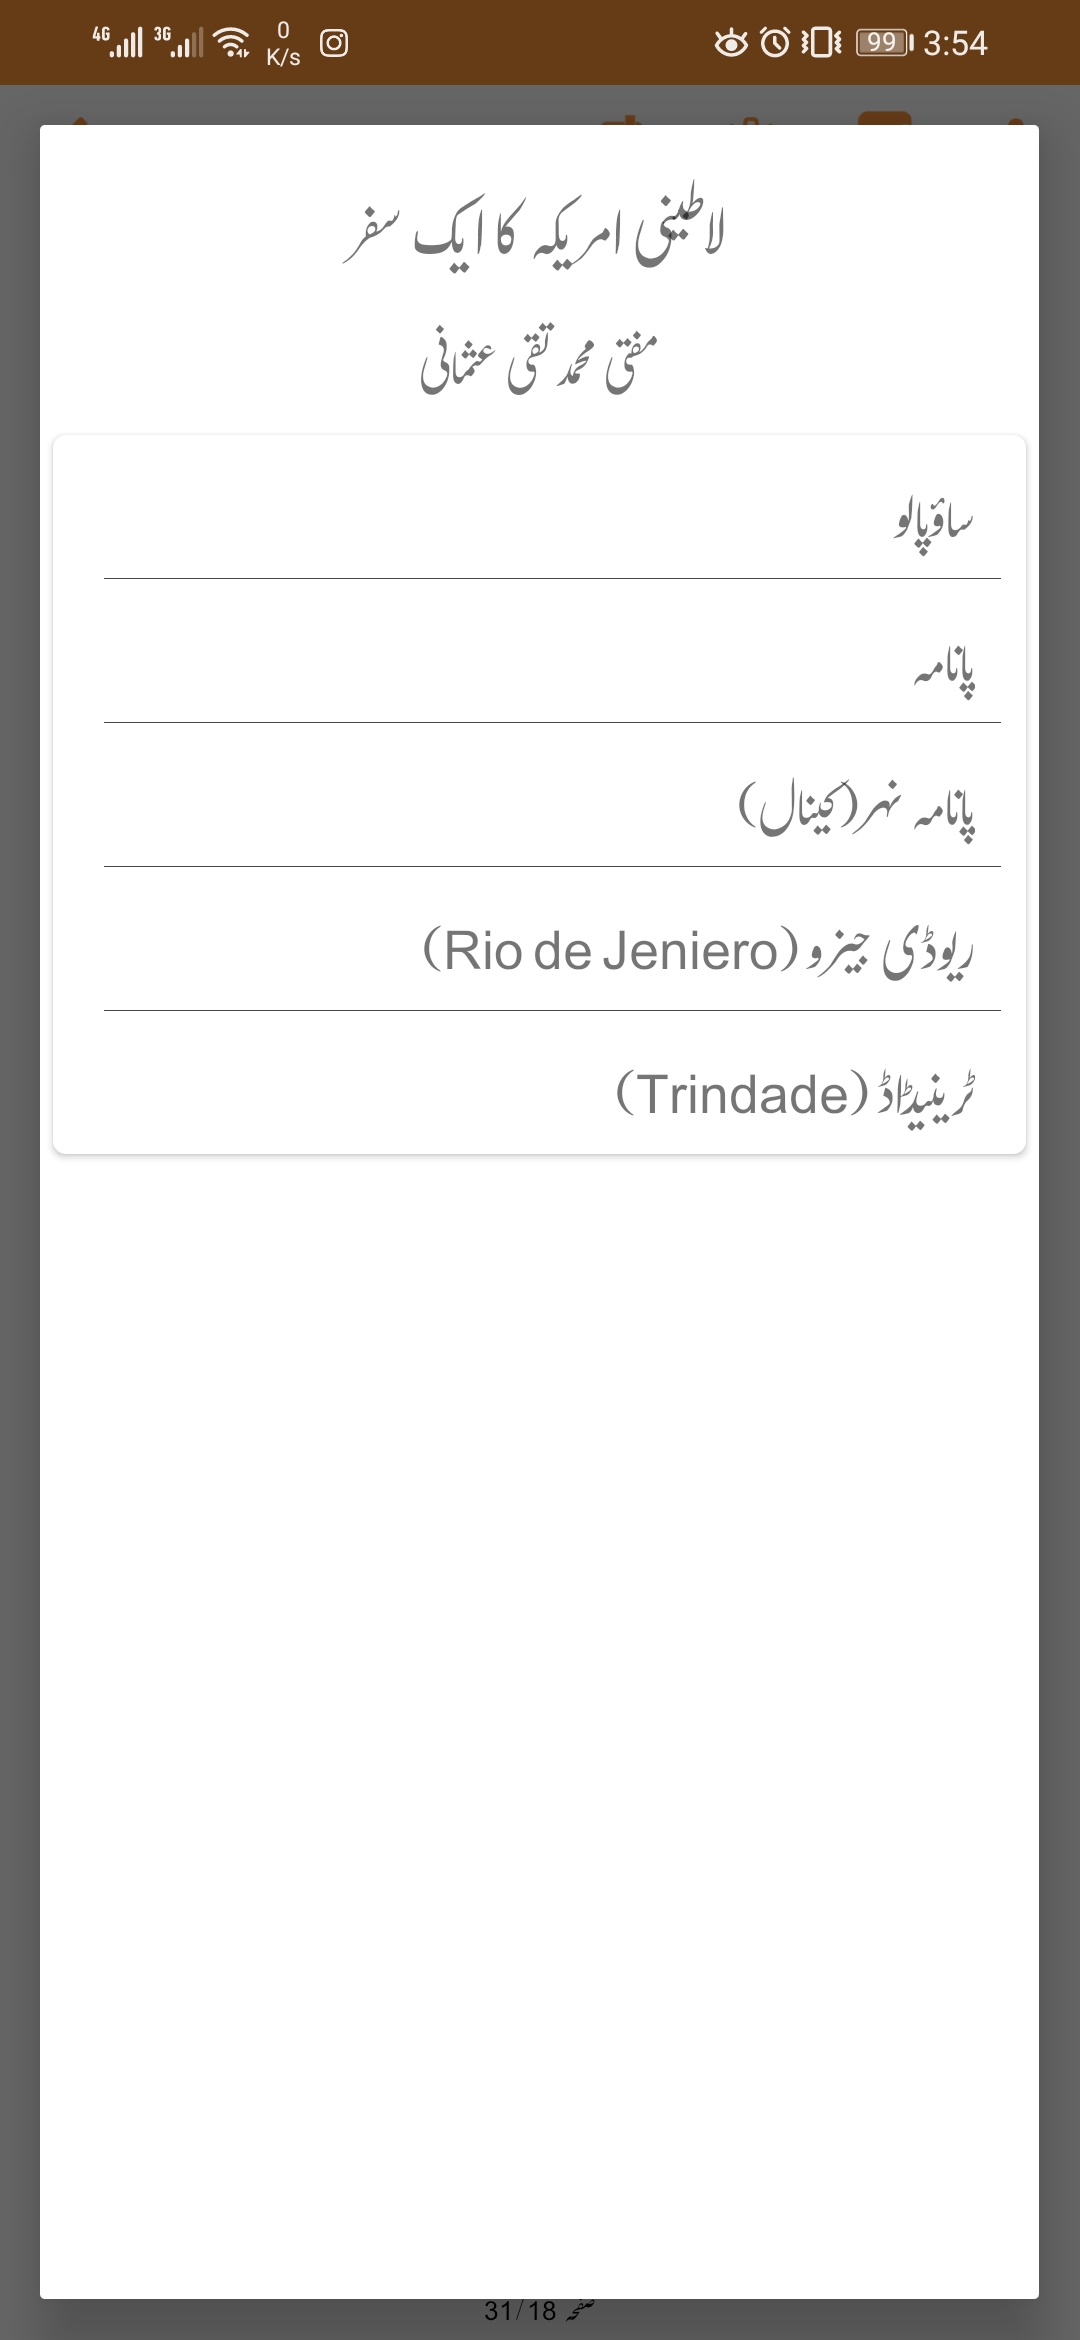 4G 3G 0 K/s 99 3:54
لاطینی امریکہ کا ایک سفر
مفتی محمد تقی عثمانی
ساؤپالو
پانامہ
پانامہ نہر(کینال)
ریوڈی جینرو (Rio de Jeniero)
ٹرینیڈاڈ (Trindade)
صفحہ 31/18